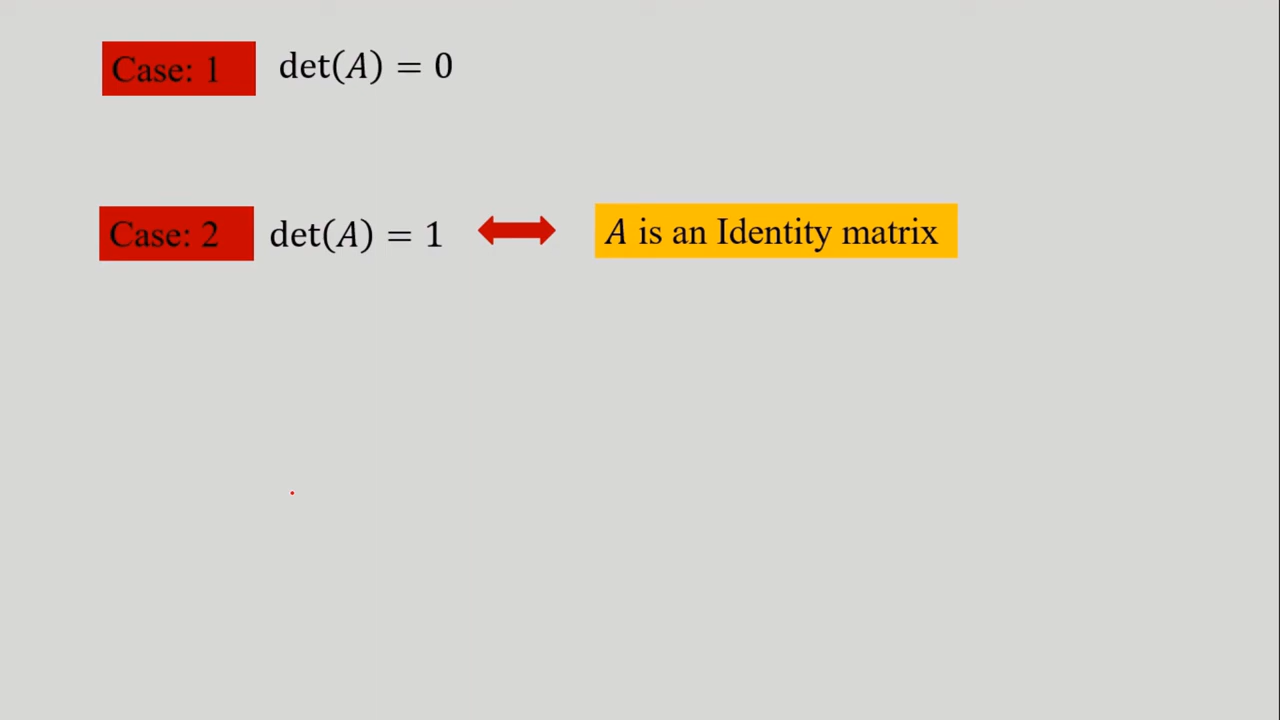 Case: 1 det(A) = 0
Case: 2 det(A) = 1 A is an Identity matrix